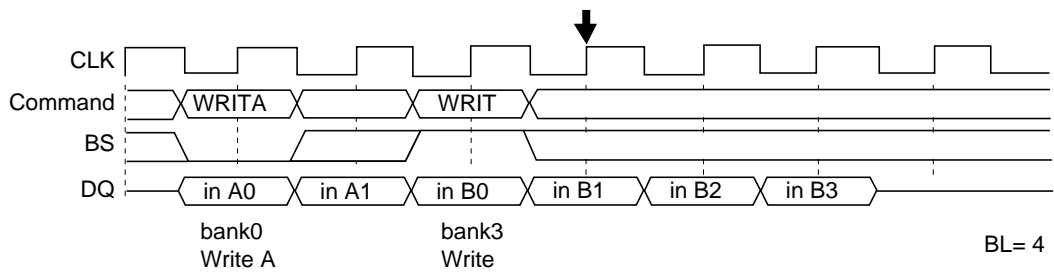 CLK
Command WRITA WRIT
BS
DQ in A0 in A1 in B0 in B1 in B2 in B3
bank0 bank3
Write A Write
BL= 4